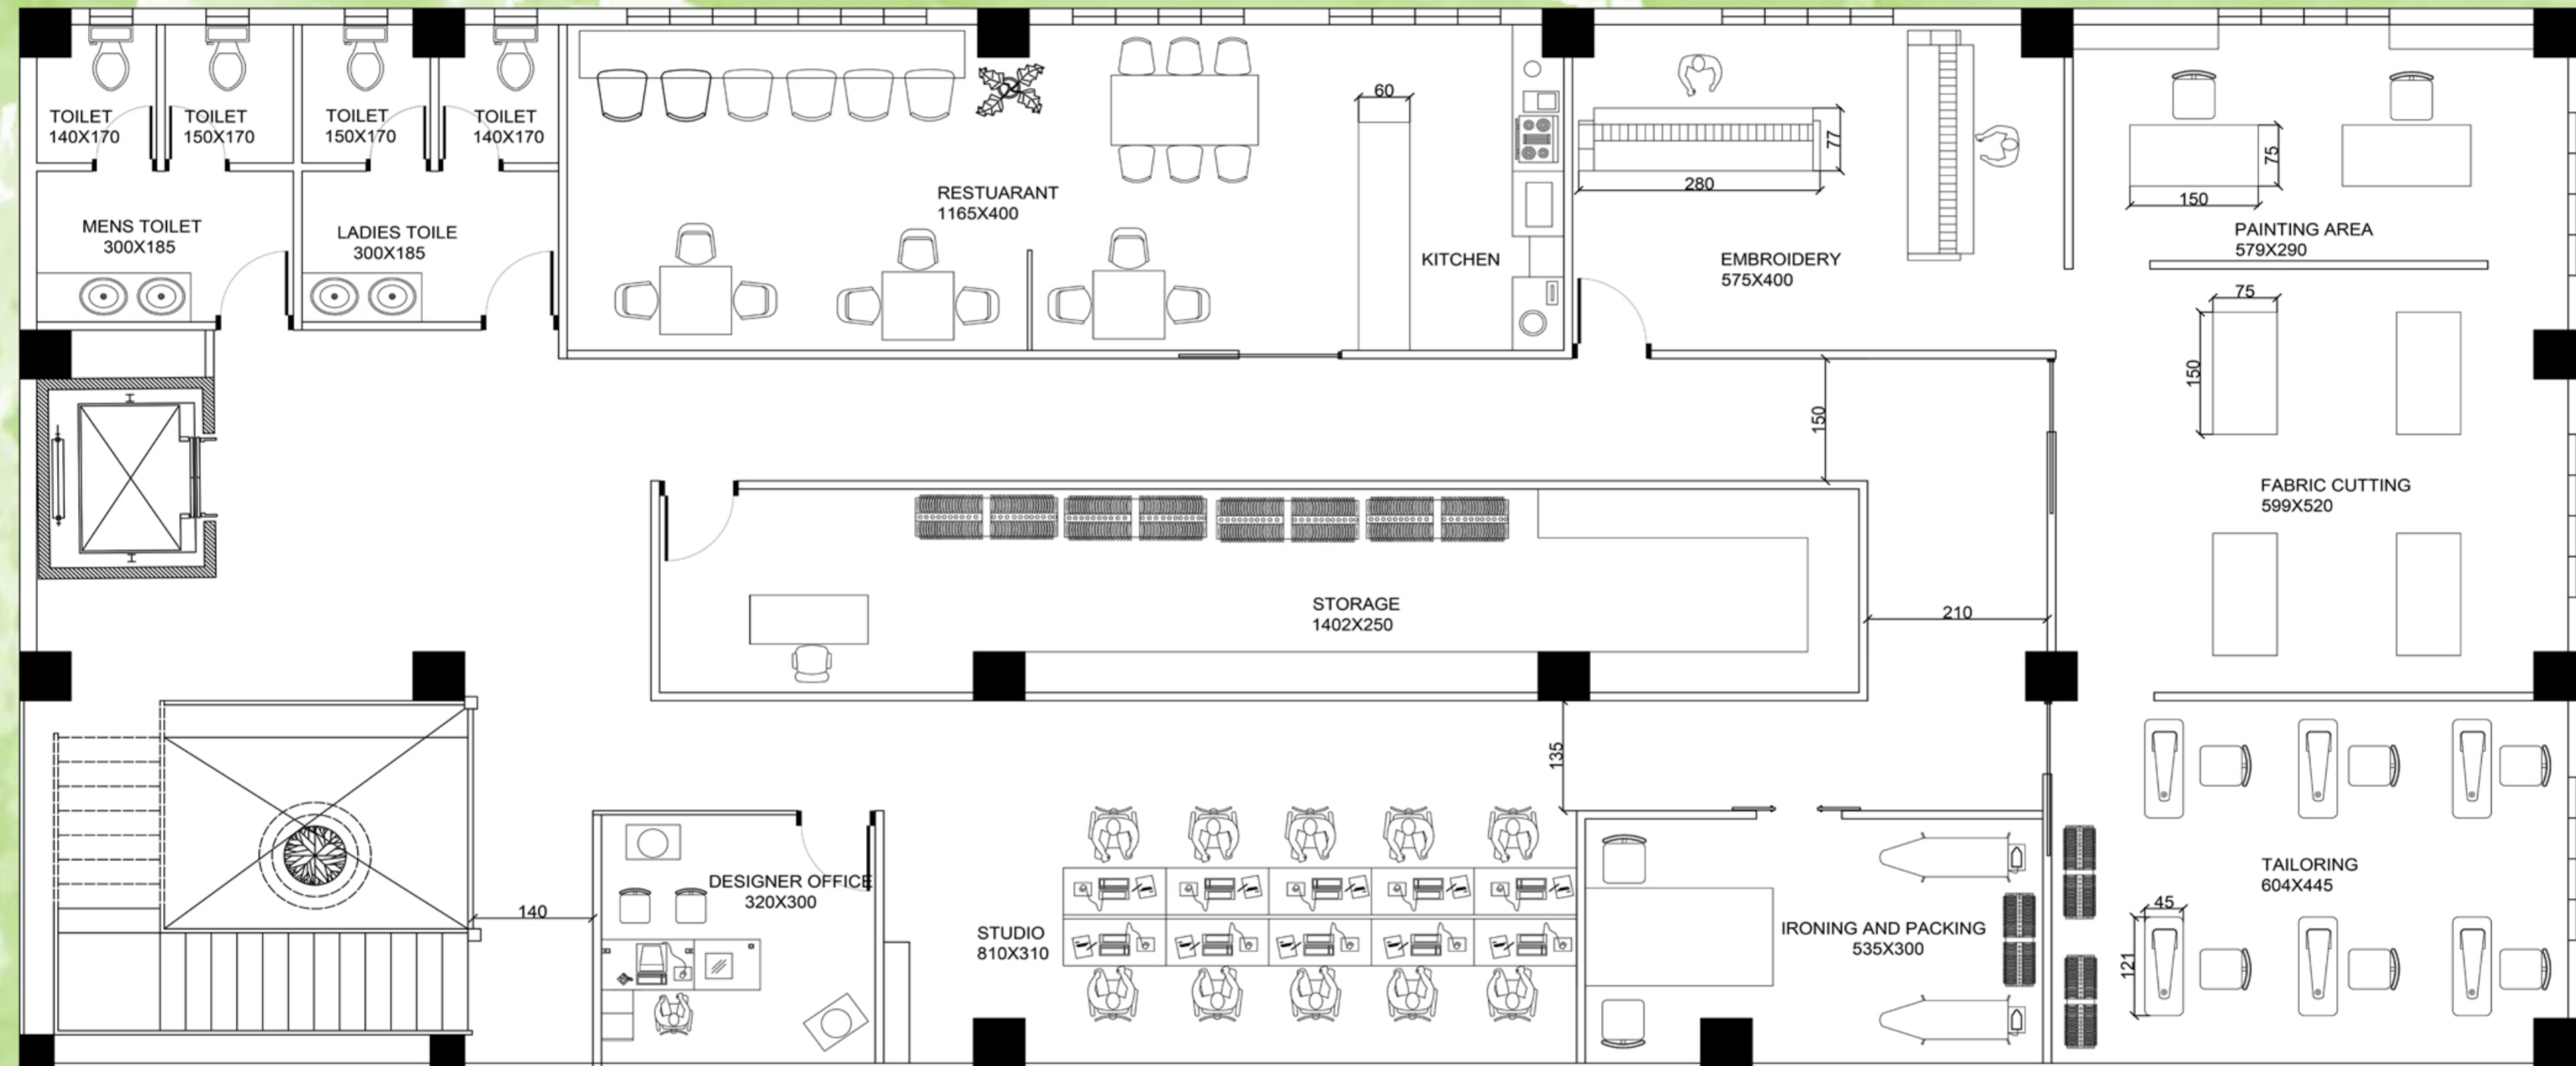 TOILET
140X170
TOILET
150X170
TOILET
150X170
TOILET
140X170
MENS TOILET
300X185
LADIES TOILE
300X185
RESTUARANT
1165X400
60
KITCHEN
77
280
EMBROIDERY
575X400
75
150
PAINTING AREA
579X290
75
150
150
FABRIC CUTTING
599X520
STORAGE
1402X250
210
135
140
DESIGNER OFFICE
320X300
STUDIO
810X310
IRONING AND PACKING
535X300
TAILORING
604X445
45
121